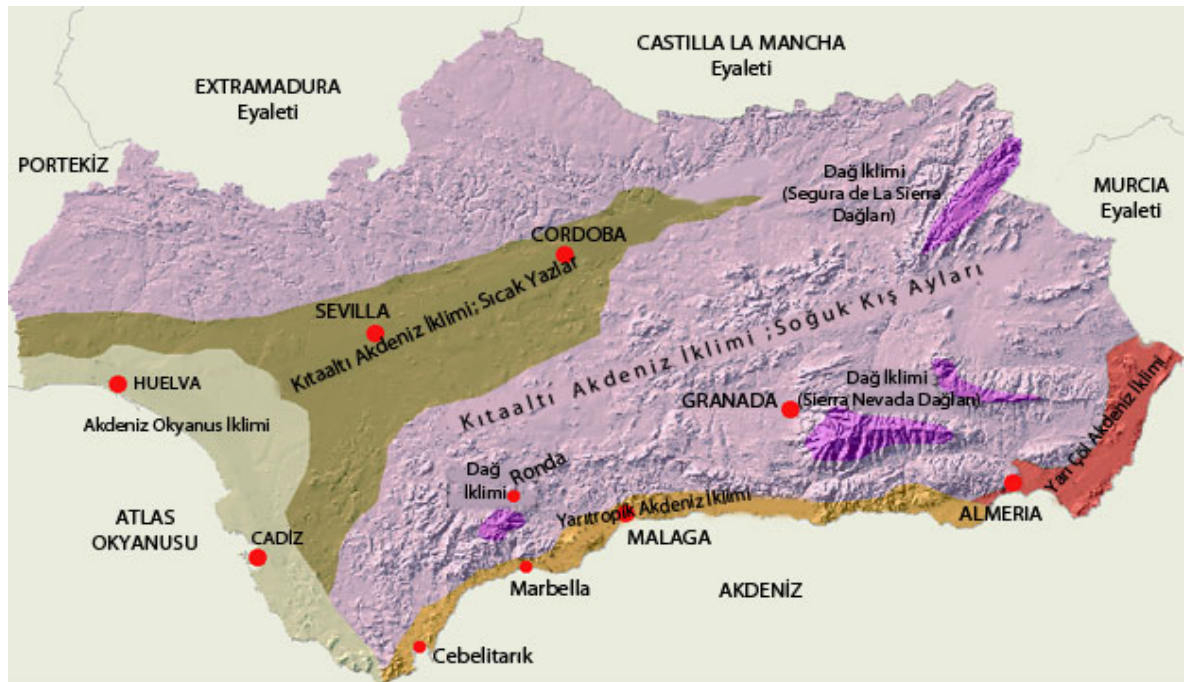 CASTILLA LA MANCHA
Eyaleti
EXTRAMADURA
Eyaleti
PORTEKİZ
MURCIA
Eyaleti
Dağ İklimi
(Segura de La Sierra
Dağları)
CORDOBA
SEVILLA
Kıtaaltı Akdeniz İklimi; Sıcak Yazlar
Kıtaaltı Akdeniz İklimi ;Soğuk Kış Ayları
HUELVA
Akdeniz Okyanus İklimi
Dağ İklimi
(Sierra Nevada Dağları)
GRANADA
Yarı Çöl Akdeniz İklimi
Dağ
İklimi
Ronda
Yarıtropik Akdeniz İklimi
MALAGA
ALMERIA
ATLAS
OKYANUSU
CADİZ
Marbella
AKDENİZ
Cebelitarık